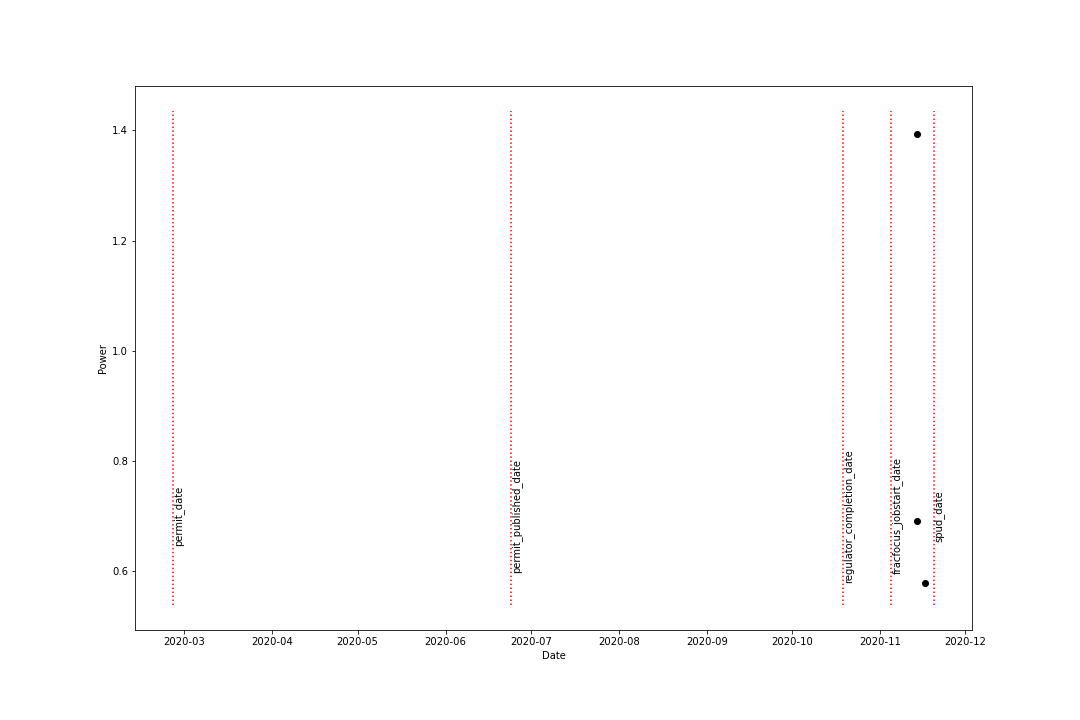 1.4
1.2
1.0
0.8
0.6
Power
permit_date
permit_published_date
regulator_completion_date
fracfocus_jobstart_date
spud_date
2020-03
2020-04
2020-05
2020-06
2020-07
2020-08
2020-09
2020-10
2020-11
2020-12
Date